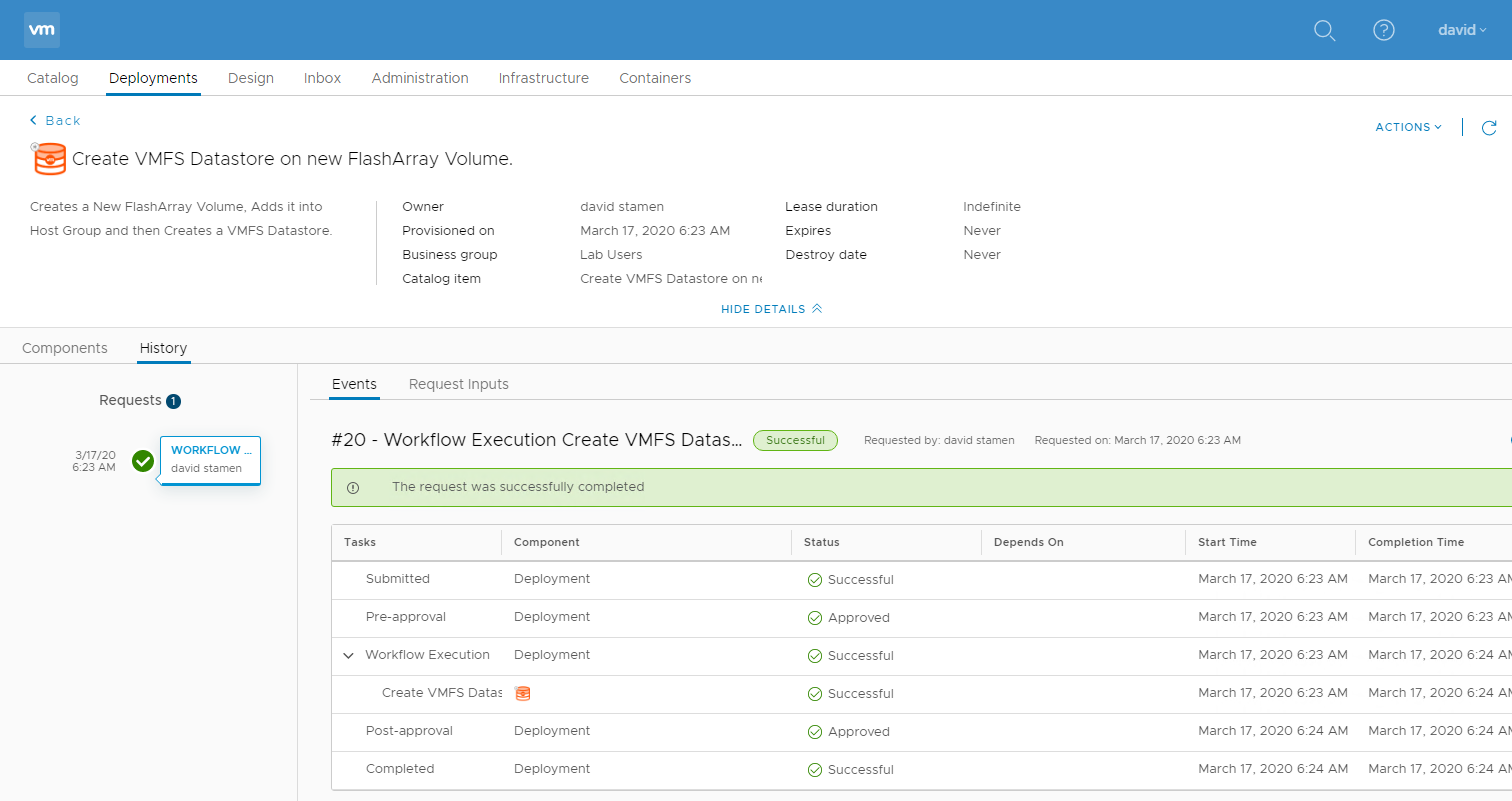 vm
david
Catalog Deployments Design Inbox Administration Infrastructure Containers
Back
ACTIONS
Create VMFS Datastore on new FlashArray Volume.
Creates a New FlashArray Volume, Adds it into
Host Group and then Creates a VMFS Datastore.
Owner david stamen Lease duration Indefinite
Provisioned on March 17, 2020 6:23 AM Expires Never
Business group Lab Users Destroy date Never
Catalog item Create VMFS Datastore on ne
HIDE DETAILS
Components History
Requests 1
3/17/20
6:23 AM
WORKFLOW ...
david stamen
Events Request Inputs
#20 - Workflow Execution Create VMFS Datas... Successful Requested by: david stamen Requested on: March 17, 2020 6:23 AM
The request was successfully completed
Tasks Component Status Depends On Start Time Completion Time
Submitted Deployment Successful March 17, 2020 6:23 AM March 17, 2020 6:23 AM
Pre-approval Deployment Approved March 17, 2020 6:23 AM March 17, 2020 6:23 AM
Workflow Execution Deployment Successful March 17, 2020 6:23 AM March 17, 2020 6:24 AM
Create VMFS Datas Successful March 17, 2020 6:23 AM March 17, 2020 6:24 AM
Post-approval Deployment Approved March 17, 2020 6:24 AM March 17, 2020 6:24 AM
Completed Deployment Successful March 17, 2020 6:24 AM March 17, 2020 6:24 AM